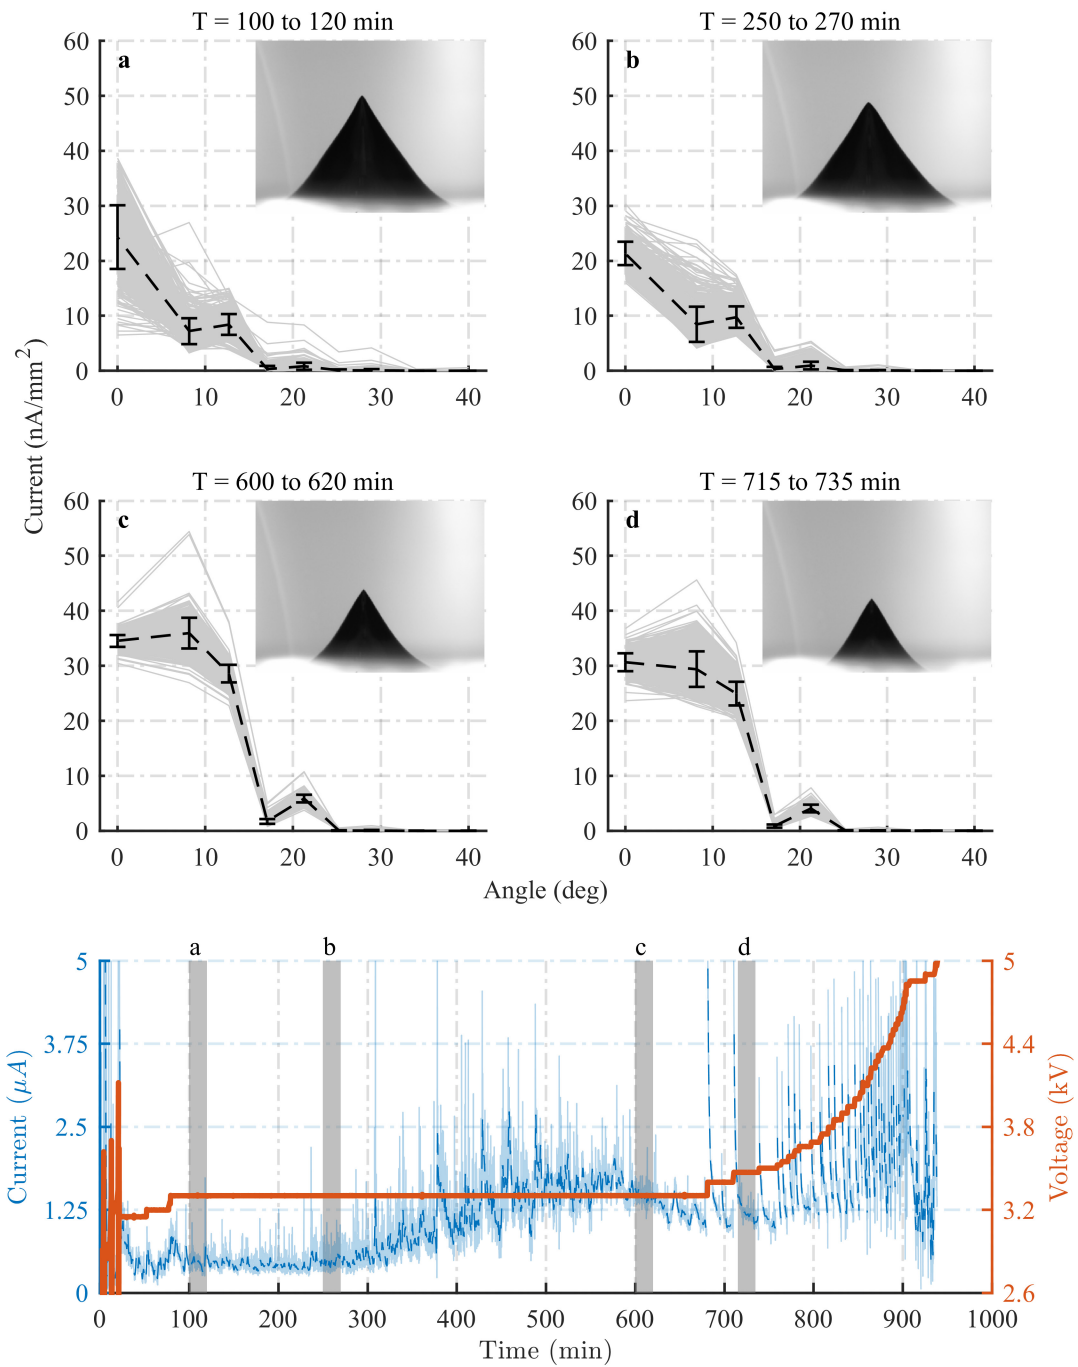 T = 100 to 120 min
T = 250 to 270 min
a
b
60
50
40
30
20
10
0
0 10 20 30 40
60
50
40
30
20
10
0
0 10 20 30 40
Current (nA/mm²)
T = 600 to 620 min
T = 715 to 735 min
c
d
60
50
40
30
20
10
0
0 10 20 30 40
60
50
40
30
20
10
0
0 10 20 30 40
Angle (deg)
a b c d
5
3.75
2.5
1.25
0
Current (μA)
5
4.4
3.8
3.2
2.6
Voltage (kV)
0 100 200 300 400 500 600 700 800 900 1000
Time (min)